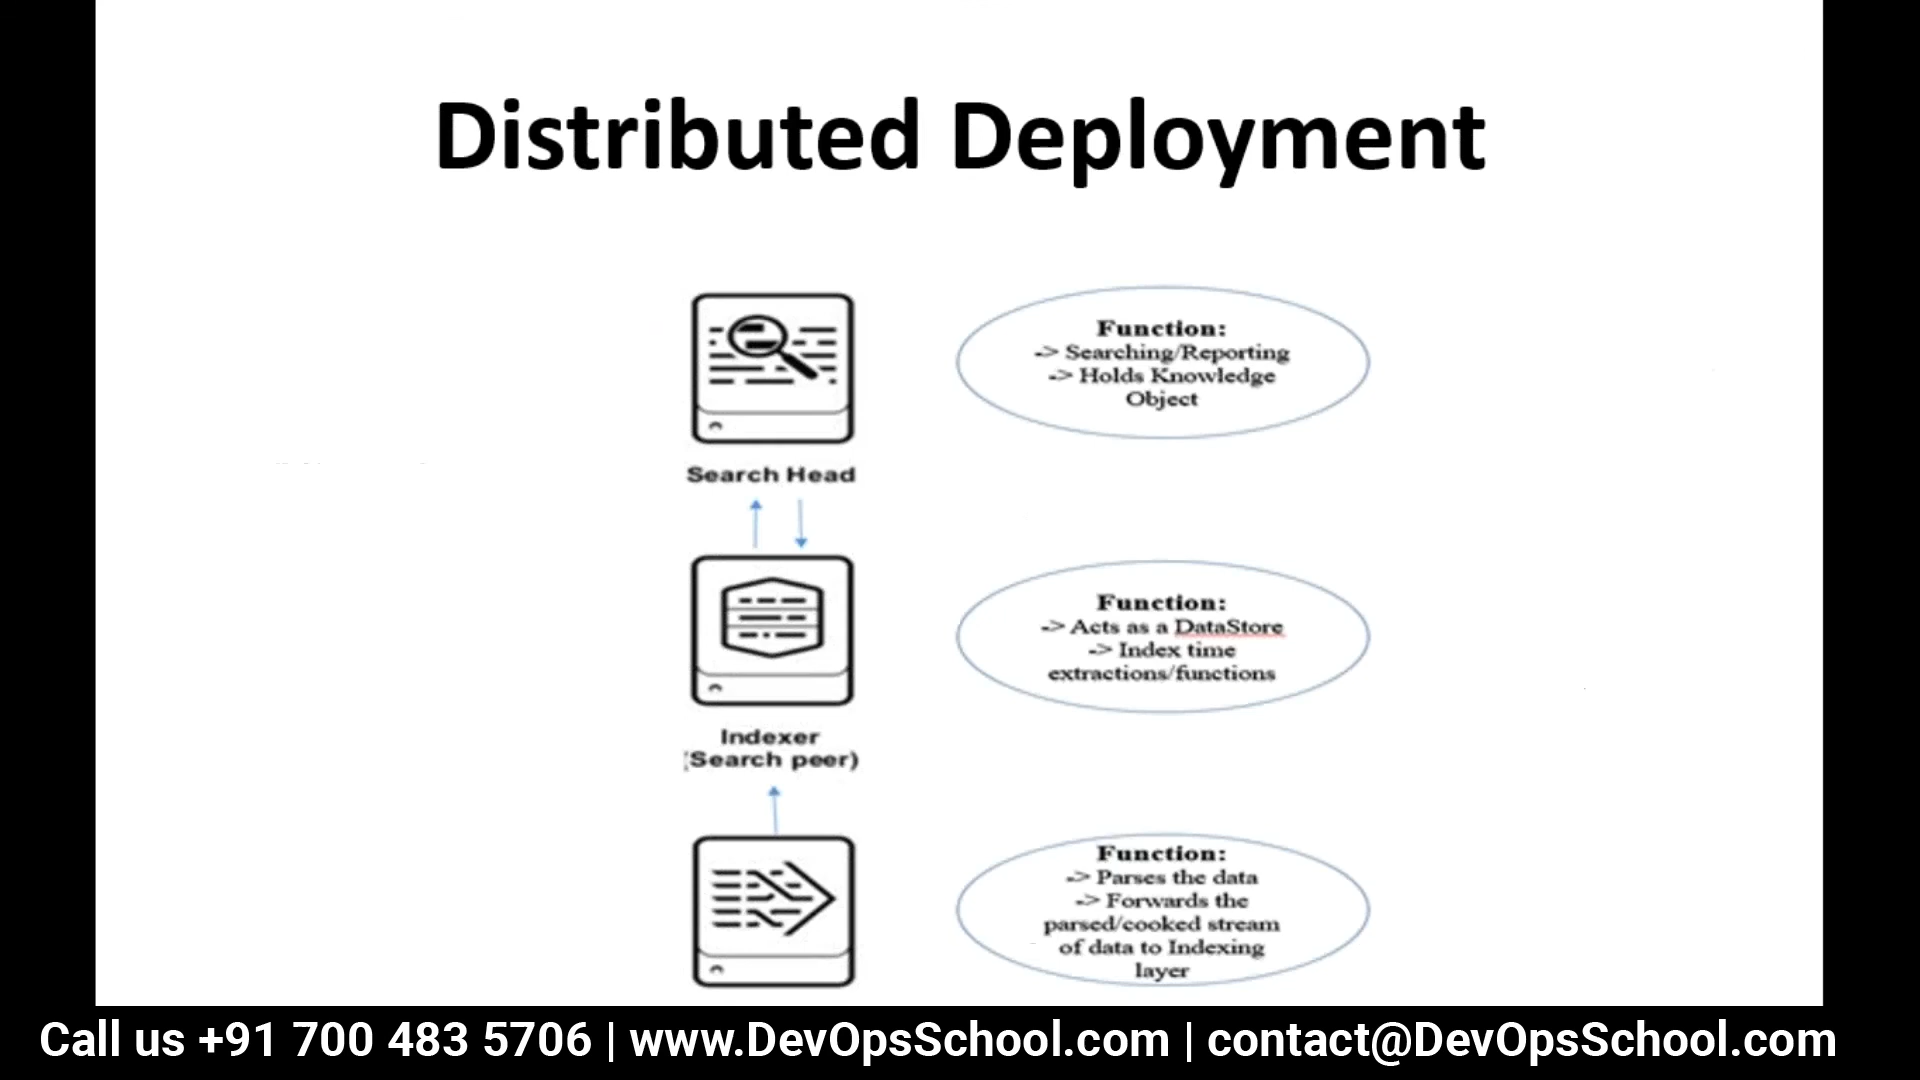 Distributed Deployment
Function:
-> Searching/Reporting
-> Holds Knowledge
Object
Search Head
Function:
-> Acts as a DataStore
-> Index time
extractions/functions
Indexer
(Search peer)
Function:
-> Parses the data
-> Forwards the
parsed/cooked stream
of data to Indexing
layer
Call us +91 700 483 5706 | www.DevOpsSchool.com | contact@DevOpsSchool.com